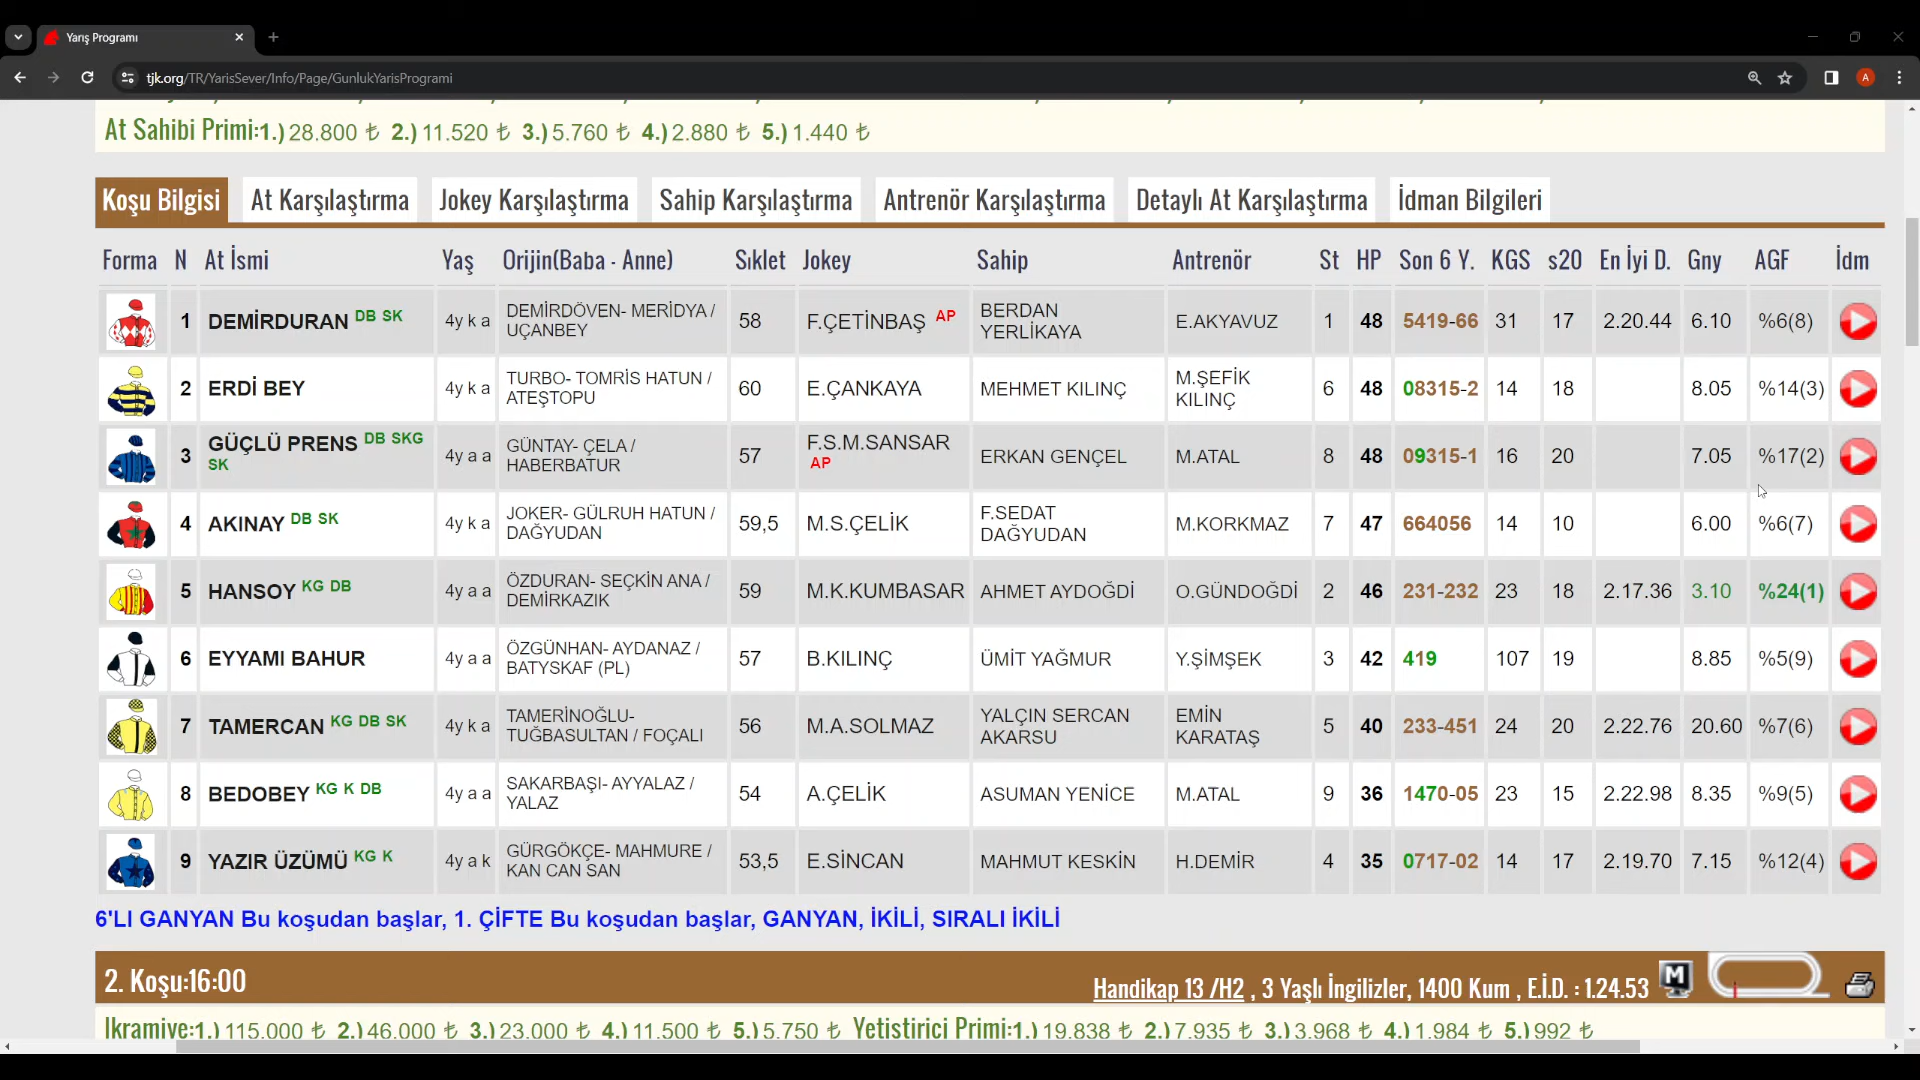 Yarış Programı
tjk.org/TR/YarisSever/Info/Page/GunlukYarisProgrami
A
At Sahibi Primi:1.) 28.800 ₺ 2.) 11.520 ₺ 3.) 5.760 ₺ 4.) 2.880 ₺ 5.) 1.440 ₺
Koşu Bilgisi At Karşılaştırma Jokey Karşılaştırma Sahip Karşılaştırma Antrenör Karşılaştırma Detaylı At Karşılaştırma İdman Bilgileri
Forma N At İsmi Yaş Orijin(Baba - Anne) Sıklet Jokey Sahip Antrenör St HP Son 6 Y. KGS s20 En İyi D. Gny AGF İdm
1 DEMİRDURAN DB SK 4y k a DEMİRDÖVEN- MERİDYA / UÇANBEY 58 F.ÇETİNBAŞ AP BERDAN YERLİKAYA E.AKYAVUZ 1 48 5419-66 31 17 2.20.44 6.10 %6(8)
2 ERDİ BEY 4y k a TURBO- TOMRİS HATUN / ATEŞTOPU 60 E.ÇANKAYA MEHMET KILINÇ M.ŞEFİK KILINÇ 6 48 08315-2 14 18 8.05 %14(3)
3 GÜÇLÜ PRENS DB SKG SK 4y a a GÜNTAY- ÇELA / HABERBATUR 57 F.S.M.SANSAR AP ERKAN GENÇEL M.ATAL 8 48 09315-1 16 20 7.05 %17(2)
4 AKINAY DB SK 4y k a JOKER- GÜLRUH HATUN / DAĞYUDAN 59,5 M.S.ÇELİK F.SEDAT DAĞYUDAN M.KORKMAZ 7 47 664056 14 10 6.00 %6(7)
5 HANSOY KG DB 4y a a ÖZDURAN- SEÇKİN ANA / DEMİRKAZIK 59 M.K.KUMBASAR AHMET AYDOĞDİ O.GÜNDOĞDİ 2 46 231-232 23 18 2.17.36 3.10 %24(1)
6 EYYAMI BAHUR 4y a a ÖZGÜNHAN- AYDANAZ / BATYSKAF (PL) 57 B.KILINÇ ÜMİT YAĞMUR Y.ŞİMŞEK 3 42 419 107 19 8.85 %5(9)
7 TAMERCAN KG DB SK 4y k a TAMERİNOĞLU- TUĞBASULTAN / FOÇALI 56 M.A.SOLMAZ YALÇIN SERCAN AKARSU EMİN KARATAŞ 5 40 233-451 24 20 2.22.76 20.60 %7(6)
8 BEDOBEY KG K DB 4y a a SAKARBAŞI- AYYALAZ / YALAZ 54 A.ÇELİK ASUMAN YENİCE M.ATAL 9 36 1470-05 23 15 2.22.98 8.35 %9(5)
9 YAZIR ÜZÜMÜ KG K 4y a k GÜRGÖKÇE- MAHMURE / KAN CAN SAN 53,5 E.SİNCAN MAHMUT KESKİN H.DEMİR 4 35 0717-02 14 17 2.19.70 7.15 %12(4)
6'LI GANYAN Bu koşudan başlar, 1. ÇİFTE Bu koşudan başlar, GANYAN, İKİLİ, SIRALI İKİLİ
2. Koşu:16:00 Handikap 13 /H2 , 3 Yaşlı İngilizler, 1400 Kum , E.İ.D. : 1.24.53 M
İkramiye:1.) 115.000 ₺ 2.) 46.000 ₺ 3.) 23.000 ₺ 4.) 11.500 ₺ 5.) 5.750 ₺ Yetiştirici Primi:1.) 19.838 ₺ 2.) 7.935 ₺ 3.) 3.968 ₺ 4.) 1.984 ₺ 5.) 992 ₺